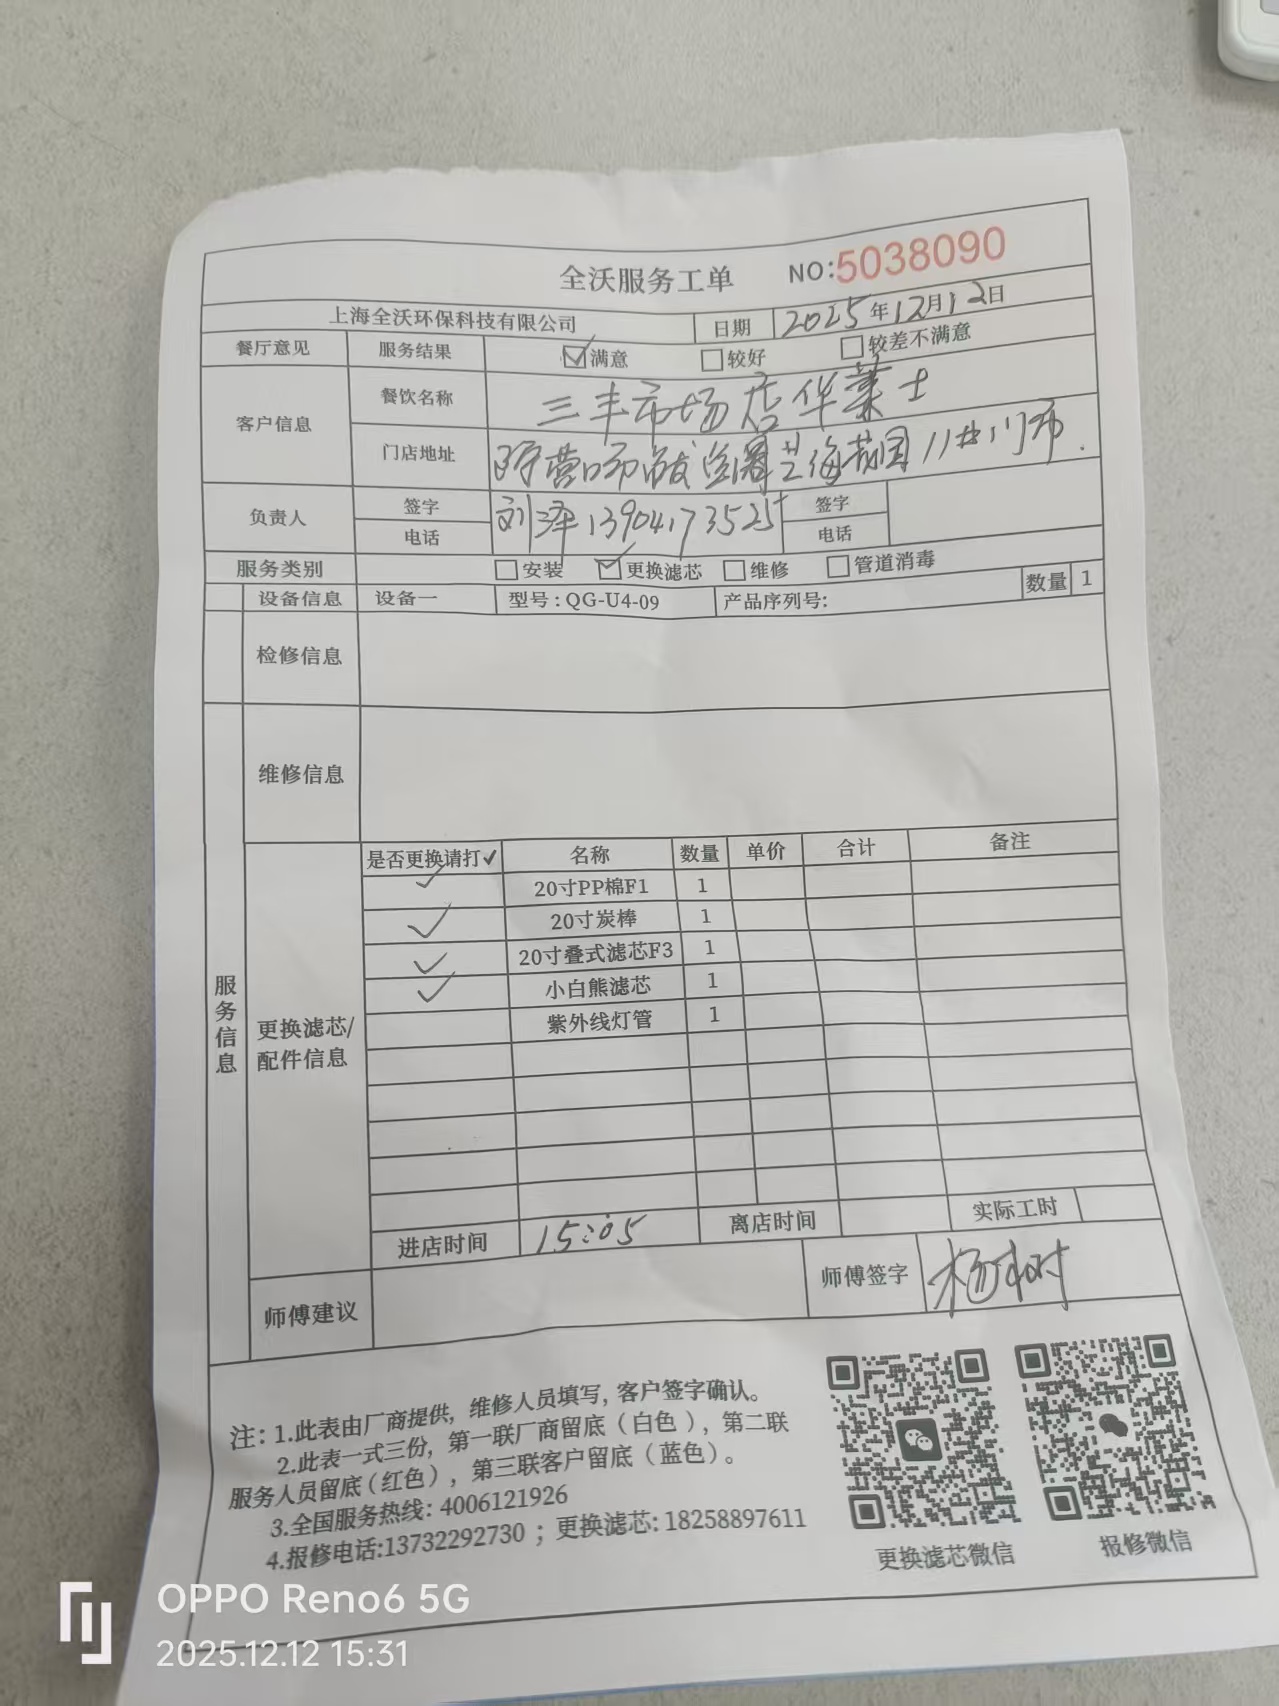 全沃服务工单 NO:5038090
上海全沃环保科技有限公司 日期 2025年12月12日
餐厅意见 服务结果 ☑满意 □较好 □较差不满意
客户信息 餐饮名称 三丰市场店华莱士
门店地址
负责人 签字 刘泽 签字
电话 13904173525 电话
服务类别 □安装 ☑更换滤芯 □维修 □管道消毒
设备信息 设备一 型号:QG-U4-09 产品序列号: 数量 1
检修信息
维修信息
服务信息
更换滤芯/
配件信息
是否更换请打✓ 名称 数量 单价 合计 备注
✓ 20寸PP棉F1 1
✓ 20寸炭棒 1
✓ 20寸叠式滤芯F3 1
✓ 小白熊滤芯 1
紫外线灯管 1
进店时间 15:05 离店时间 实际工时
师傅建议 师傅签字 杨树
注:1.此表由厂商提供,维修人员填写,客户签字确认。
2.此表一式三份,第一联厂商留底(白色),第二联
服务人员留底(红色),第三联客户留底(蓝色)。
3.全国服务热线:4006121926
4.报修电话:13732292730 ;更换滤芯:18258897611
更换滤芯微信 报修微信
OPPO Reno6 5G
2025.12.12 15:31